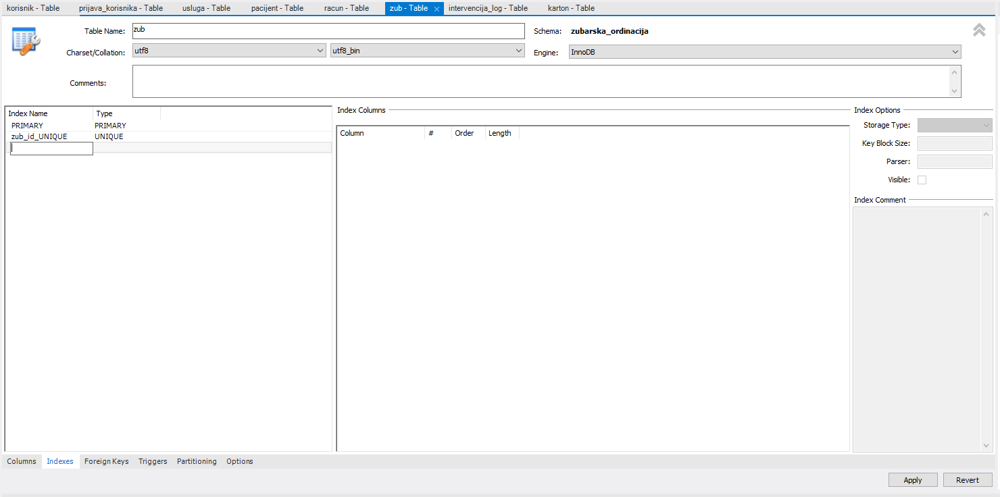 korisnik - Table prijava_korisnika - Table usluga - Table pacijent - Table racun - Table zub - Table intervencija_log - Table karton - Table
Table Name: zub Schema: zubarska_ordinacija
Charset/Collation: utf8 utf8_bin Engine: InnoDB
Comments:
Index Name Type
PRIMARY PRIMARY
zub_id_UNIQUE UNIQUE
Index Columns
Column # Order Length
Index Options
Storage Type:
Key Block Size:
Parser:
Visible:
Index Comment
Columns Indexes Foreign Keys Triggers Partitioning Options
Apply Revert